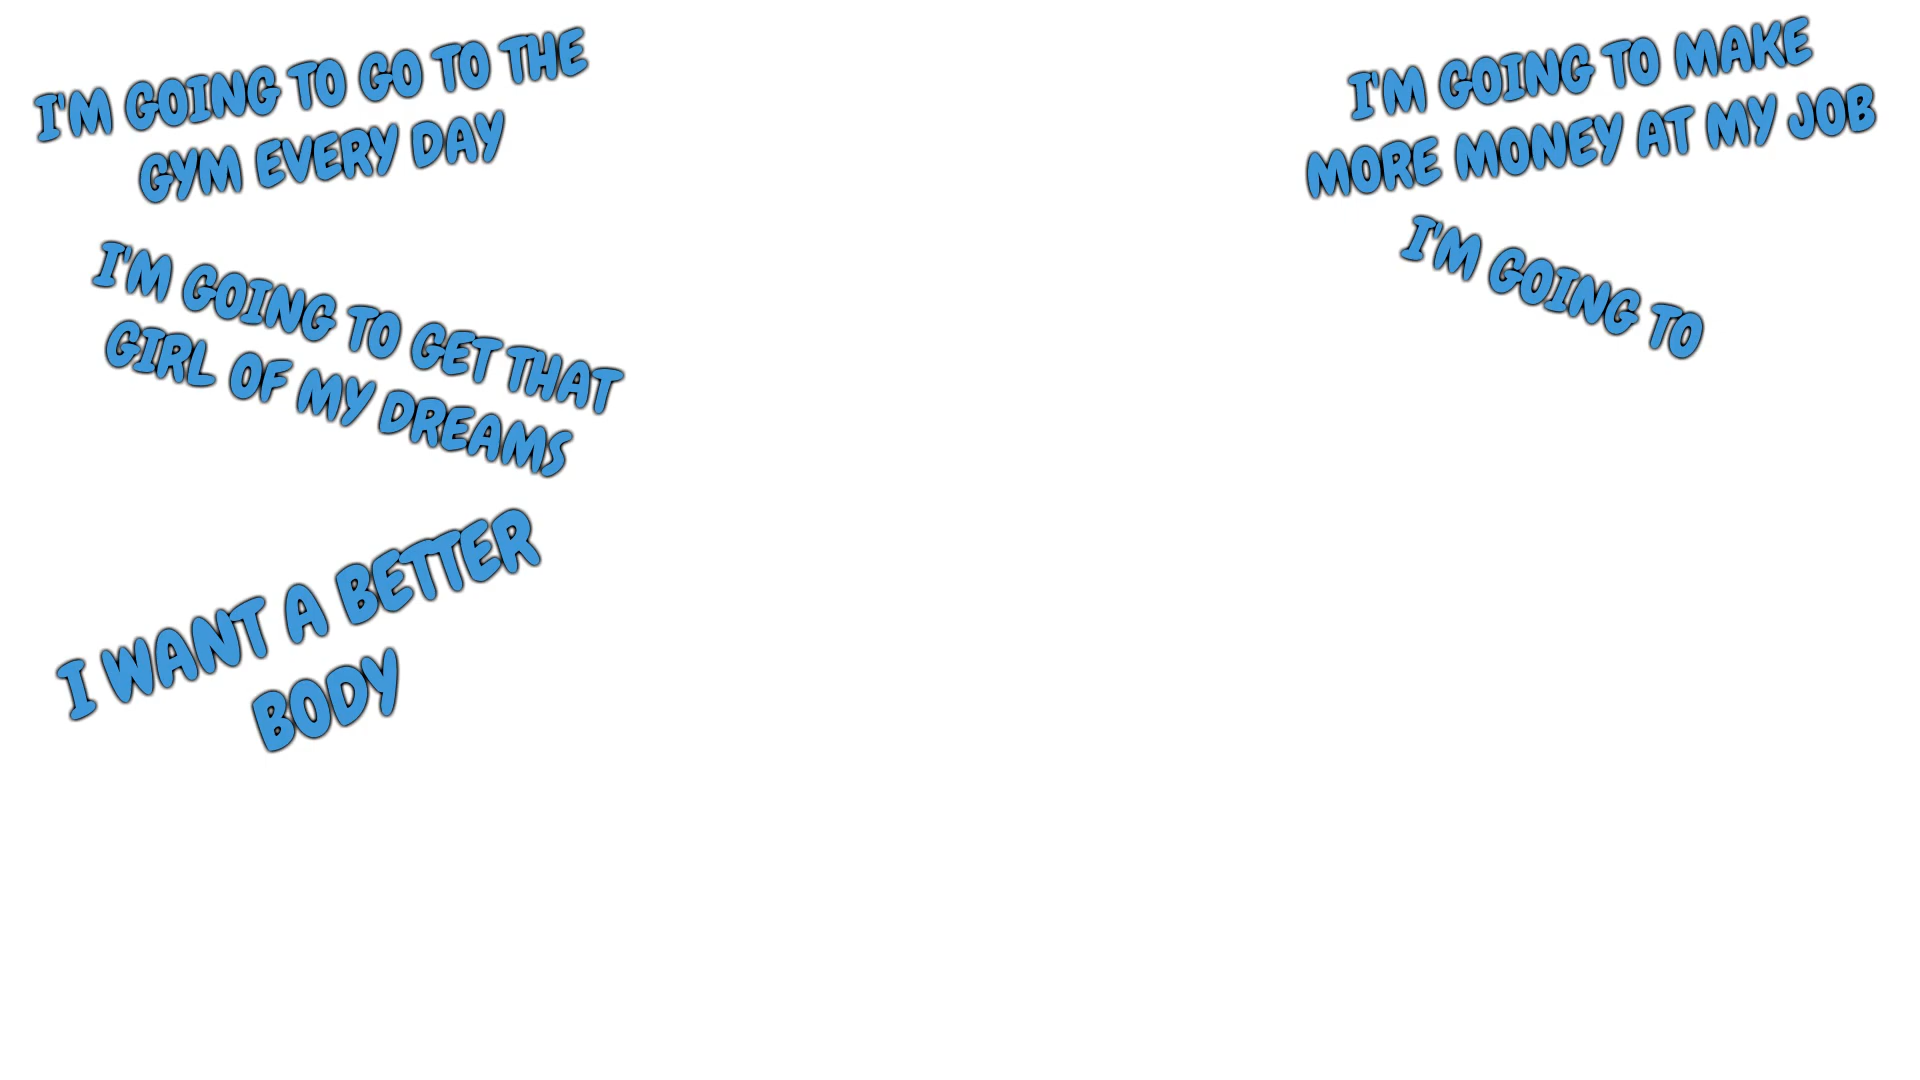 I'M GOING TO GO TO THE
GYM EVERY DAY
I'M GOING TO GET THAT
GIRL OF MY DREAMS
I WANT A BETTER
BODY
I'M GOING TO MAKE
MORE MONEY AT MY JOB
I'M GOING TO